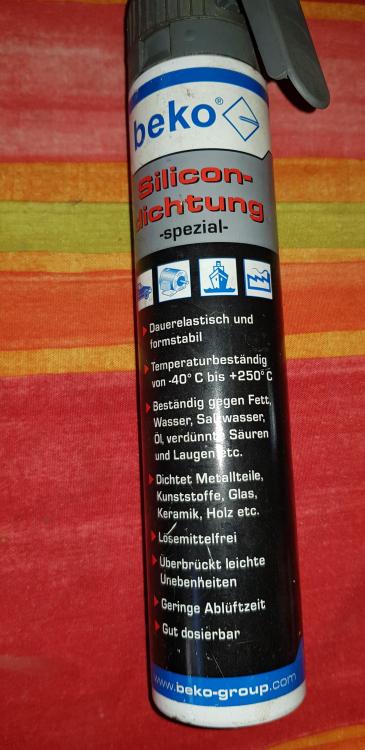 beko®
Silicon-
dichtung
-spezial-
Dauerelastisch und
formstabil
Temperaturbeständig
von -40° C bis +250° C
Beständig gegen Fett,
Wasser, Salzwasser,
Öl, verdünnte Säuren
und Laugen etc.
Dichtet Metallteile,
Kunststoffe, Glas,
Keramik, Holz etc.
Lösemittelfrei
Überbrückt leichte
Unebenheiten
Geringe Ablüftzeit
Gut dosierbar
www.beko-group.com